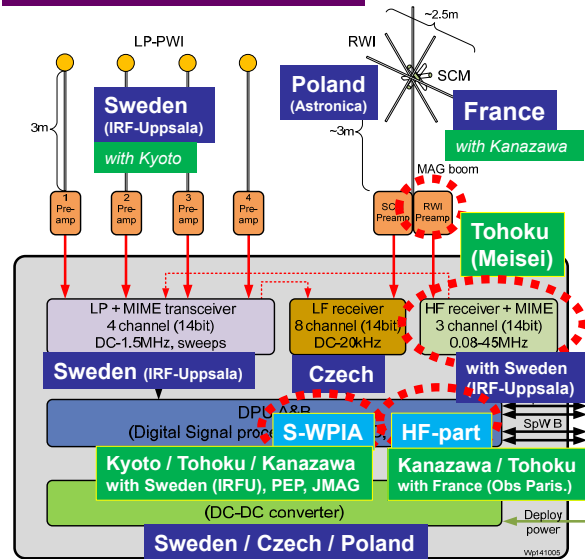 ~2.5m
LP-PWI
RWI
SCM
Sweden
(IRF-Uppsala)
with Kyoto
Poland
(Astronica)
France
with Kanazawa
3m
~3m
MAG boom
1
Pre-
amp
2
Pre-
amp
3
Pre-
amp
4
Pre-
amp
Preamp
RWI
Preamp
Tohoku
(Meisei)
LP + MIME transceiver
4 channel (14bit)
DC-1.5MHz, sweeps
LF receiver
8 channel (14bit)
DC-20kHz
HF receiver + MIME
3 channel (14bit)
0.08-45MHz
Sweden (IRF-Uppsala)
Czech
with Sweden
(IRF-Uppsala)
DPU A&B
(Digital Signal
S-WPIA
HF-part
SpW B
Kyoto / Tohoku / Kanazawa
with Sweden (IRFU), PEP, JMAG
Kanazawa / Tohoku
with France (Obs Paris.)
(DC-DC converter)
Deploy
power
Sweden / Czech / Poland
Wp141005